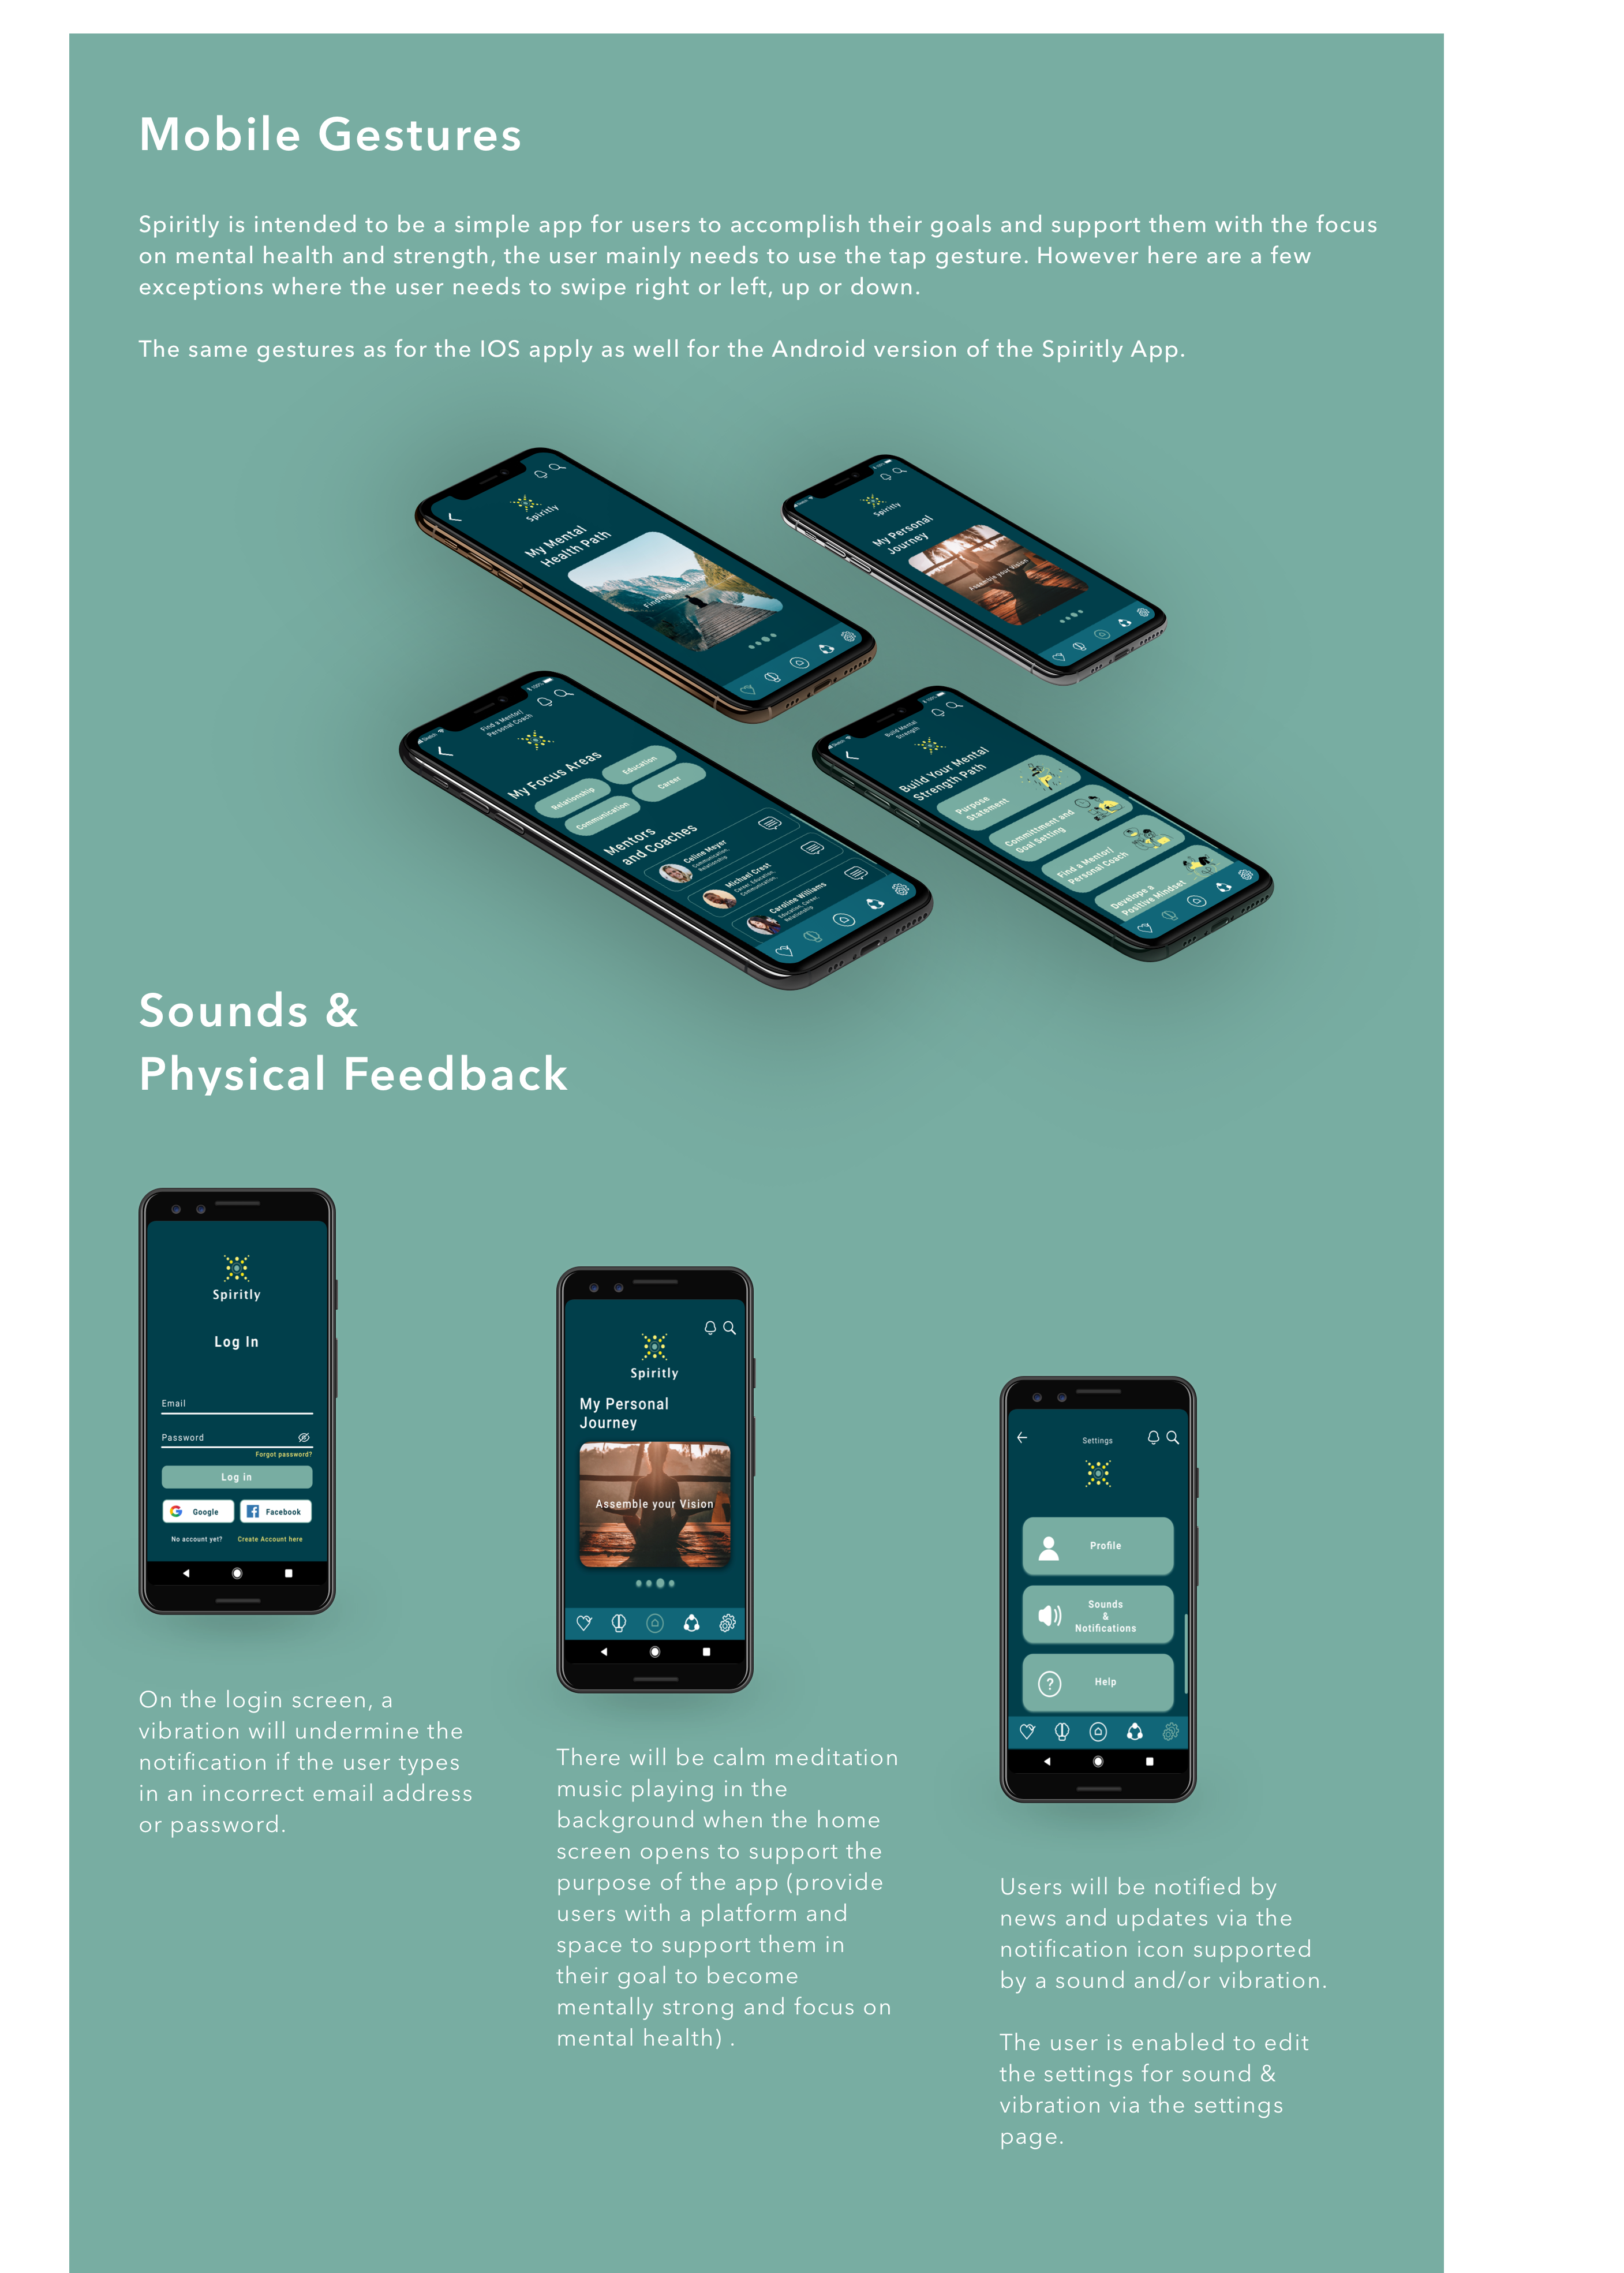 Mobile Gestures
Spiritly is intended to be a simple app for users to accomplish their goals and support them with the focus
on mental health and strength, the user mainly needs to use the tap gesture. However here are a few
exceptions where the user needs to swipe right or left, up or down.
The same gestures as for the IOS apply as well for the Android version of the Spiritly App.
Spiritly
My Mental
Health Path
Finding
Spiritly
My Personal
Journey
Assemble your Vision
Find a Mentor/
Personal Coach
My Focus Areas
Relationship
Education
Communication
Career
Mentors
and Coaches
Celine Meyer
Communication,
Relationship
Michael Crest
Career, Education,
Communication,
Caroline Williams
Education, Career,
Relationship
Build Mental
Strength
Build Your Mental
Strength Path
Purpose
Statement
Committment and
Goal Setting
Find a Mentor/
Personal Coach
Develope a
Positive Mindset
Sounds &
Physical Feedback
Spiritly
Log In
Email
Password
Forgot password?
Log in
Google
Facebook
No account yet? Create Account here
On the login screen, a
vibration will undermine the
notification if the user types
in an incorrect email address
or password.
Spiritly
My Personal
Journey
Assemble your Vision
There will be calm meditation
music playing in the
background when the home
screen opens to support the
purpose of the app (provide
users with a platform and
space to support them in
their goal to become
mentally strong and focus on
mental health) .
Settings
Profile
Sounds
&
Notifications
?
Help
Users will be notified by
news and updates via the
notification icon supported
by a sound and/or vibration.
The user is enabled to edit
the settings for sound &
vibration via the settings
page.